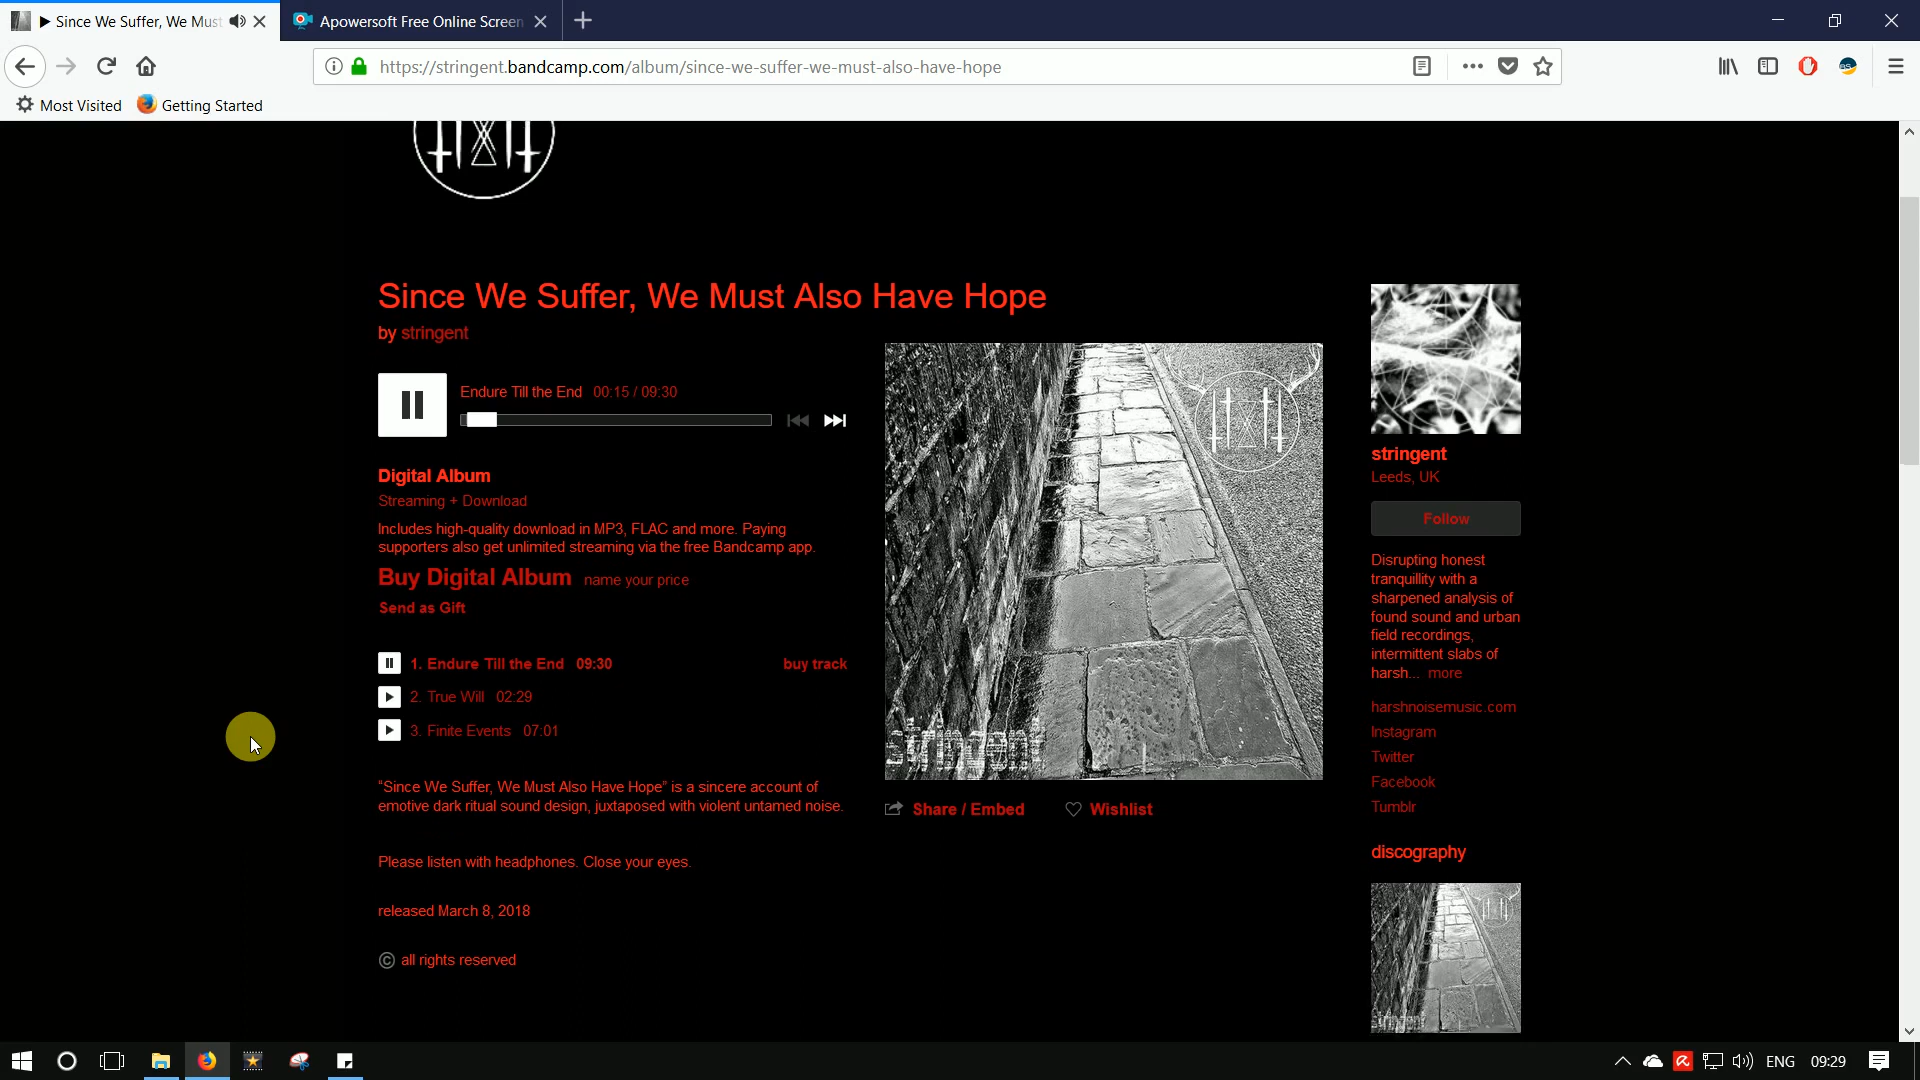 Since We Suffer, We Must
Apowersoft Free Online Screen
https://stringent.bandcamp.com/album/since-we-suffer-we-must-also-have-hope
Most Visited
Getting Started
Since We Suffer, We Must Also Have Hope
by stringent
Endure Till the End 00:15 / 09:30
Digital Album
Streaming + Download
Includes high-quality download in MP3, FLAC and more. Paying
supporters also get unlimited streaming via the free Bandcamp app.
Buy Digital Album name your price
Send as Gift
1. Endure Till the End 09:30 buy track
2. True Will 02:29
3. Finite Events 07:01
“Since We Suffer, We Must Also Have Hope” is a sincere account of
emotive dark ritual sound design, juxtaposed with violent untamed noise.
Please listen with headphones. Close your eyes.
released March 8, 2018
© all rights reserved
stringent
Share / Embed
Wishlist
stringent
Leeds, UK
Follow
Disrupting honest
tranquillity with a
sharpened analysis of
found sound and urban
field recordings,
intermittent slabs of
harsh... more
harshnoisemusic.com
Instagram
Twitter
Facebook
Tumblr
discography
stringent
ENG
09:29